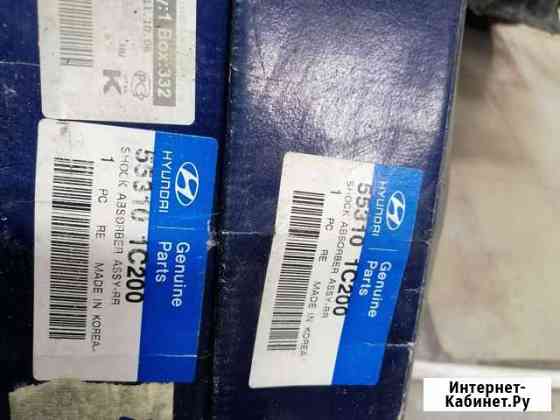 HYUNDAI
Genuine
Parts
55310 1C200
SHOCK ABSORBER ASSY-RR
1 PC RE MADE IN KOREA
HYUNDAI
Genuine
Parts
55310 1C200
SHOCK ABSORBER ASSY-RR
1 PC RE MADE IN KOREA
:1 Box:332
K
Интернет-
Кабинет.Ру